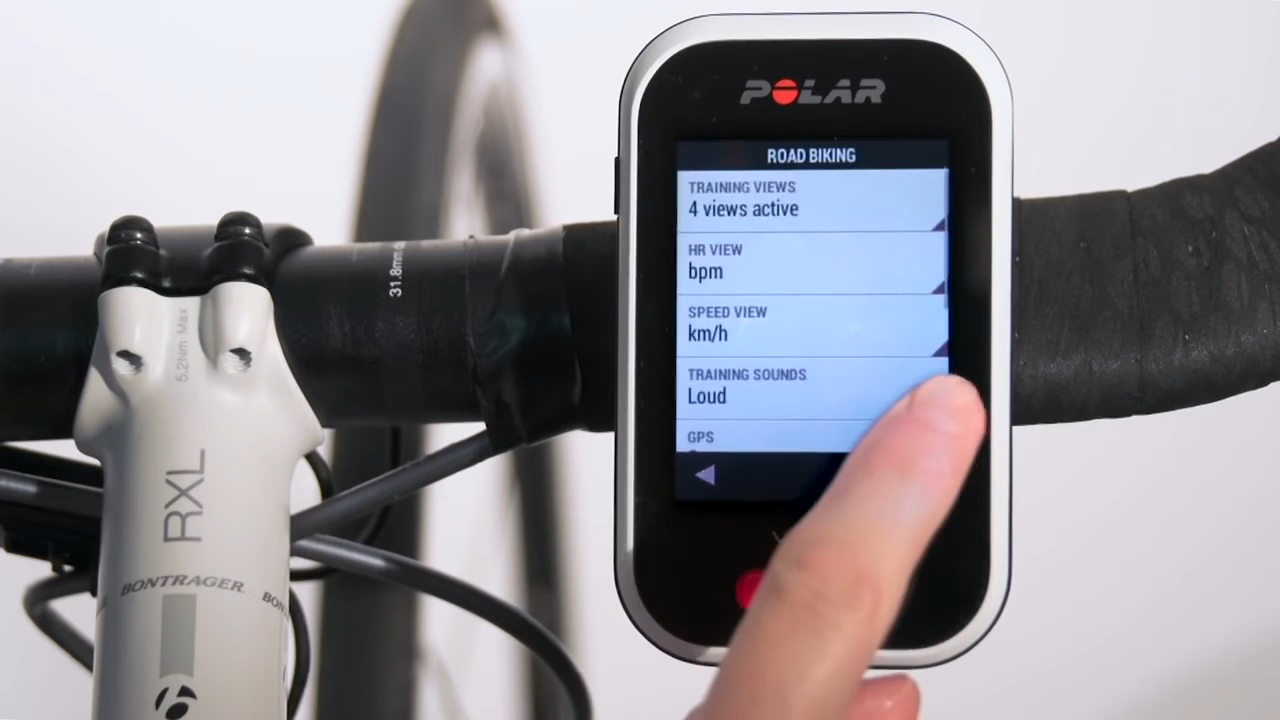 POLAR
ROAD BIKING
TRAINING VIEWS
4 views active
HR VIEW
bpm
SPEED VIEW
km/h
TRAINING SOUNDS
Loud
GPS
31.8mm
5.2Nm Max
RXL
BONTRAGER
BON